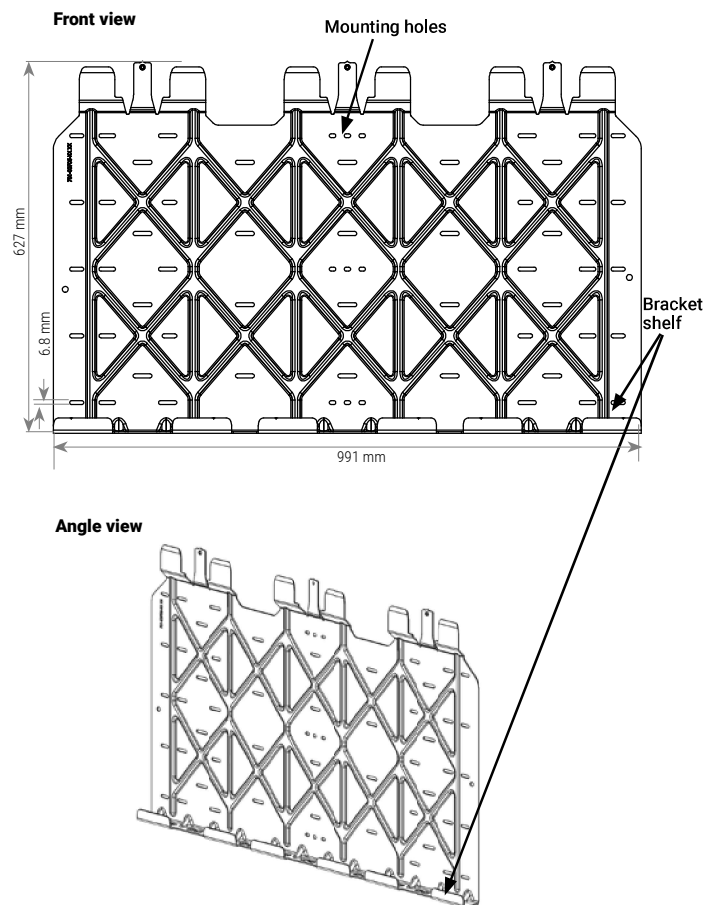 Front view
Mounting holes
627 mm
6.8 mm
Bracket
shelf
991 mm
Angle view